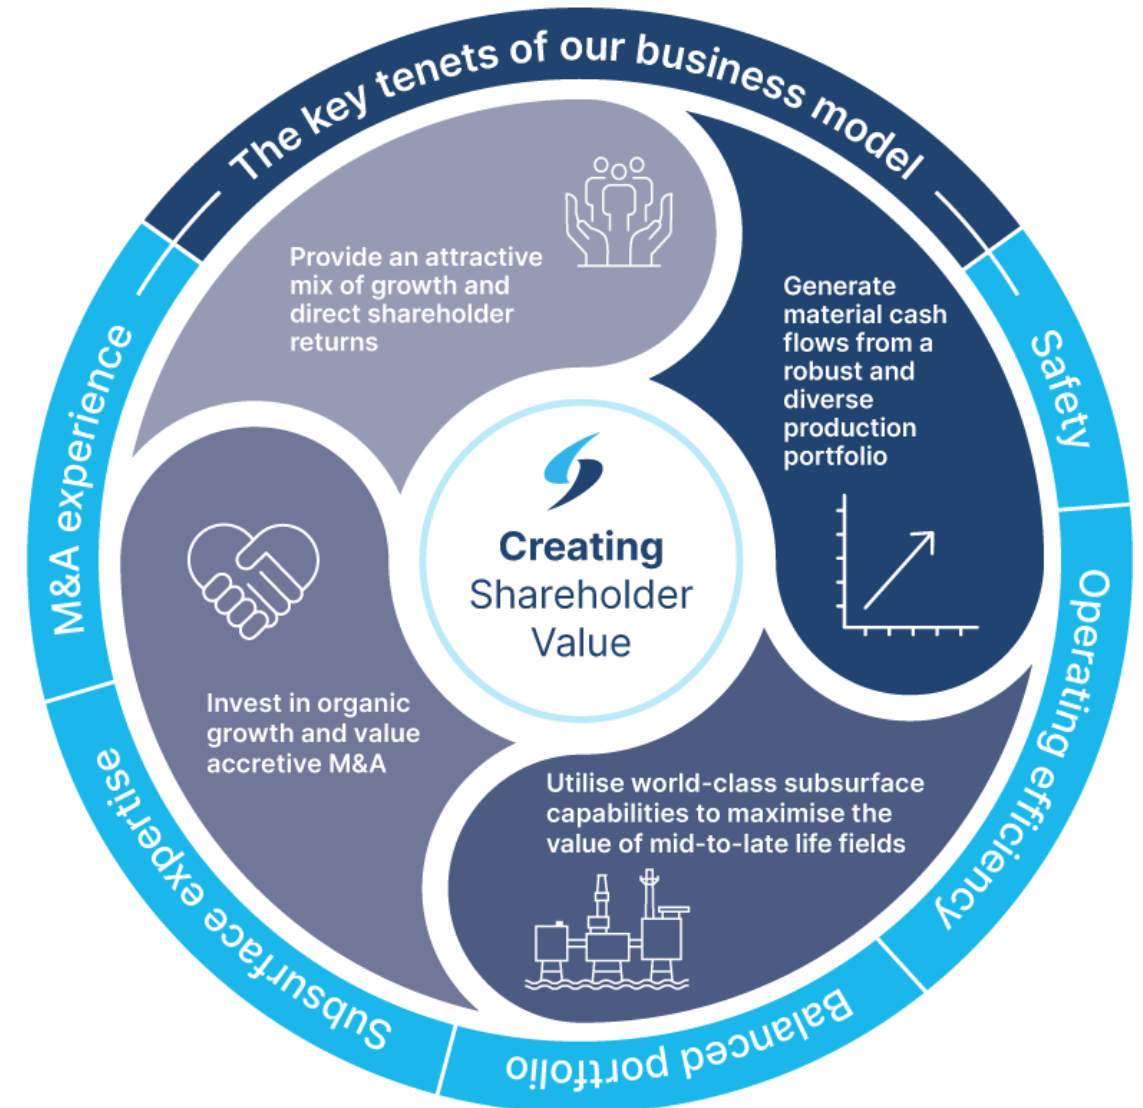 The key tenets of our business model
Safety
Operating efficiency
Balanced portfolio
Subsurface expertise
M&A experience
Provide an attractive
mix of growth and
direct shareholder
returns
Generate
material cash
flows from a
robust and
diverse
production
portfolio
Utilise world-class subsurface
capabilities to maximise the
value of mid-to-late life fields
Invest in organic
growth and value
accretive M&A
Creating
Shareholder
Value